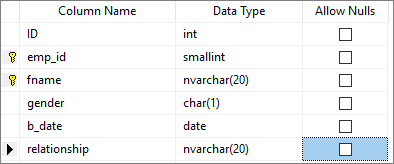 Column Name Data Type Allow Nulls
ID int
emp_id smallint
fname nvarchar(20)
gender char(1)
b_date date
relationship nvarchar(20)